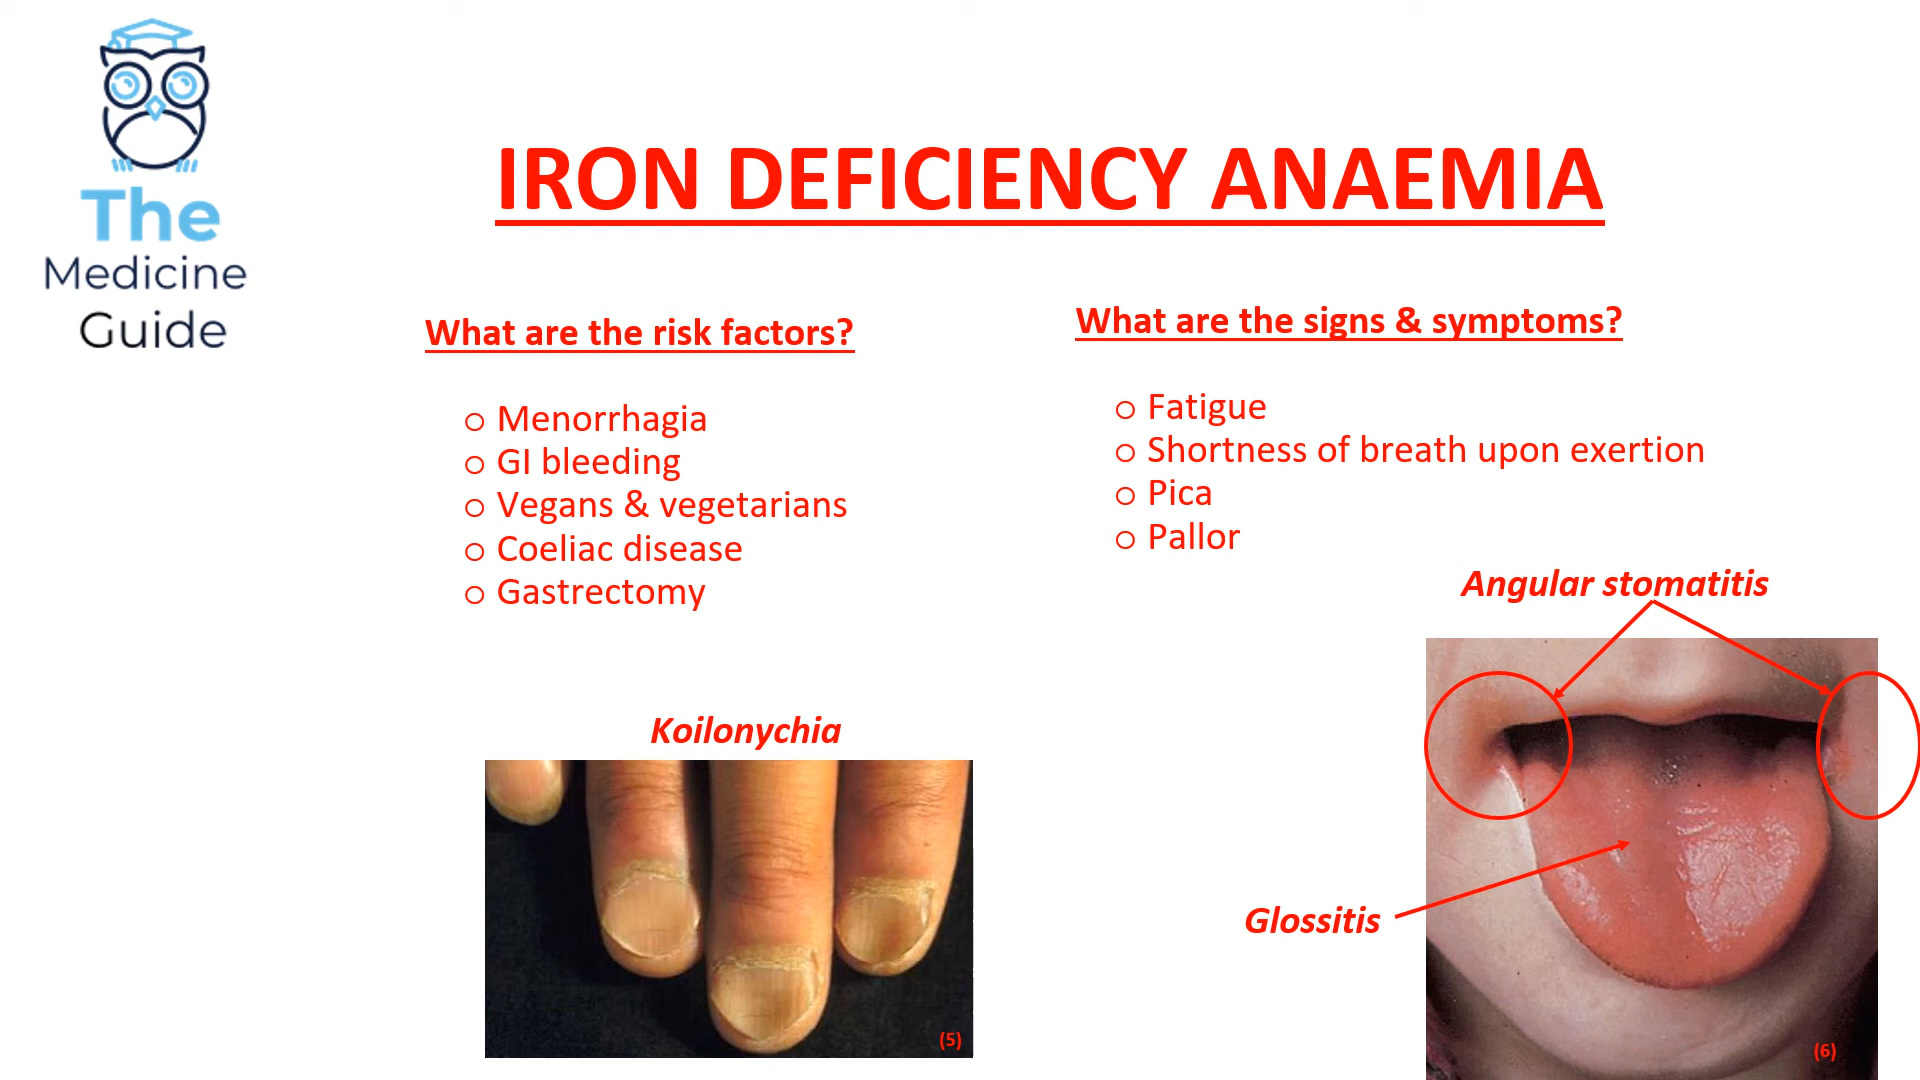 The
Medicine
Guide
IRON DEFICIENCY ANAEMIA
What are the risk factors?
○ Menorrhagia
○ GI bleeding
○ Vegans & vegetarians
○ Coeliac disease
○ Gastrectomy
What are the signs & symptoms?
○ Fatigue
○ Shortness of breath upon exertion
○ Pica
○ Pallor
Angular stomatitis
Koilonychia
Glossitis
(5)
(6)